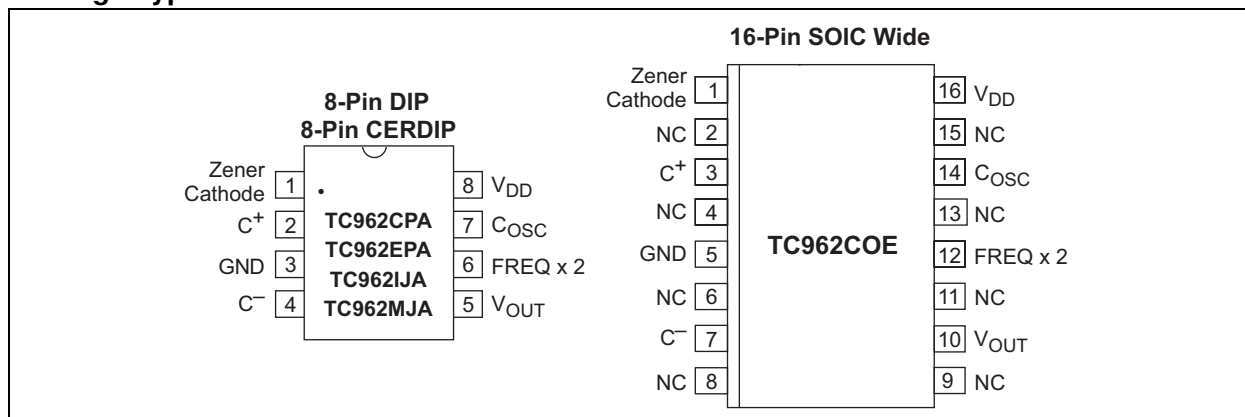 16-Pin SOIC Wide
8-Pin DIP
8-Pin CERDIP
Zener
Cathode 1
C+ 2
GND 3
C– 4
TC962CPA
TC962EPA
TC962IJA
TC962MJA
8 VDD
7 COSC
6 FREQ x 2
5 VOUT
Zener
Cathode 1
NC 2
C+ 3
NC 4
GND 5
NC 6
C– 7
NC 8
TC962COE
16 VDD
15 NC
14 COSC
13 NC
12 FREQ x 2
11 NC
10 VOUT
9 NC